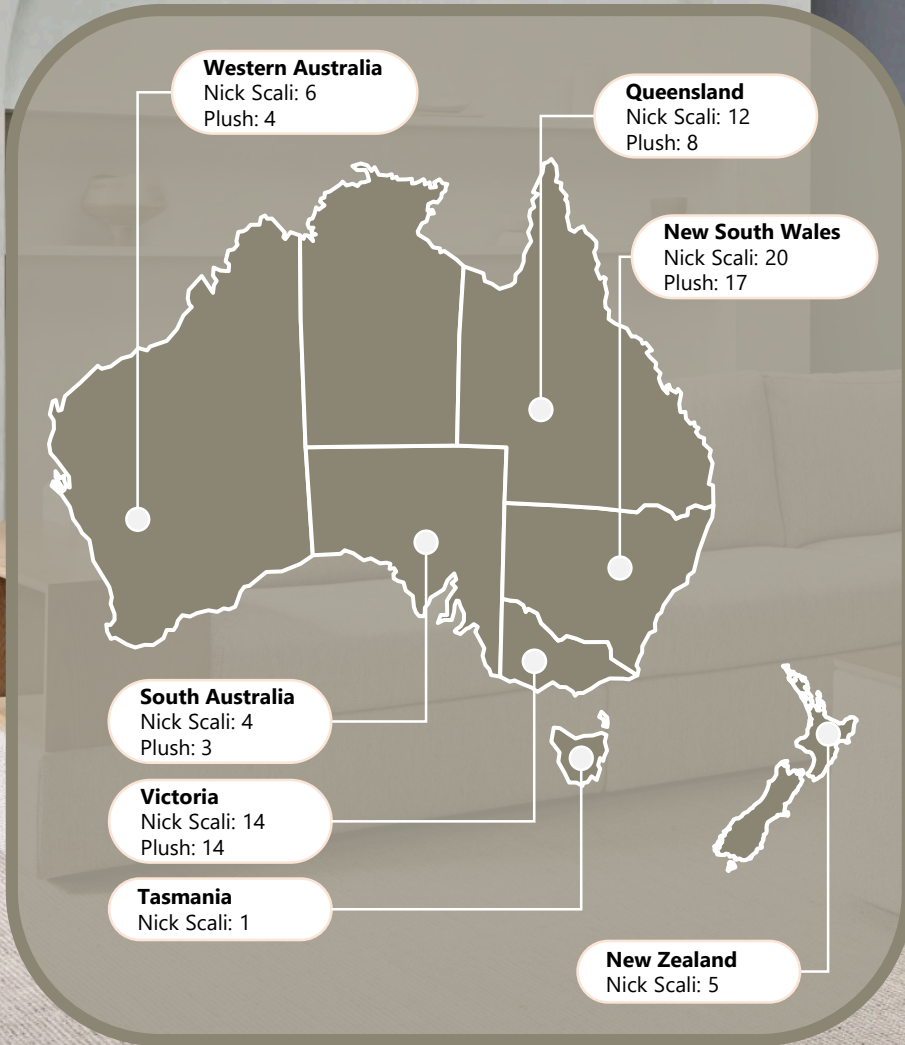 Western Australia
Nick Scali: 6
Plush: 4
Queensland
Nick Scali: 12
Plush: 8
New South Wales
Nick Scali: 20
Plush: 17
South Australia
Nick Scali: 4
Plush: 3
Victoria
Nick Scali: 14
Plush: 14
Tasmania
Nick Scali: 1
New Zealand
Nick Scali: 5